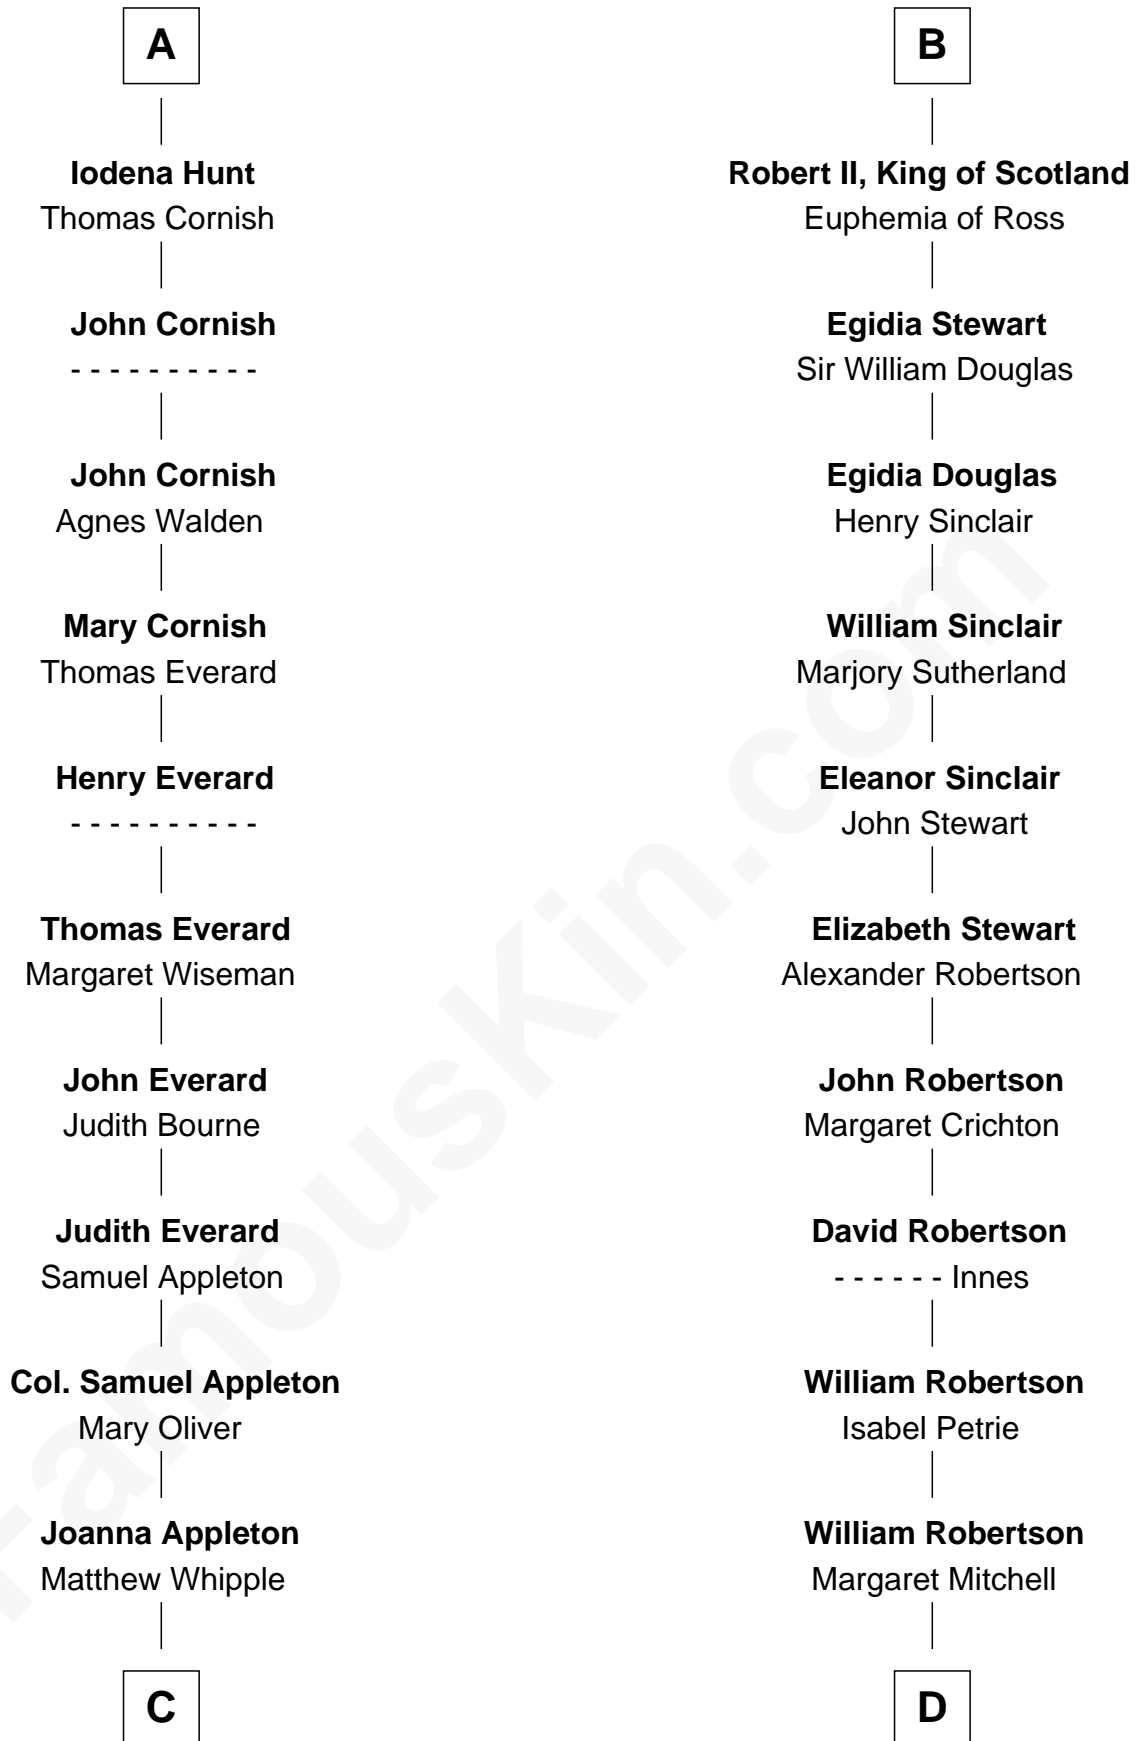 A
Iodena Hunt
Thomas Cornish
John Cornish
- - - - - - - - - -
John Cornish
Agnes Walden
Mary Cornish
Thomas Everard
Henry Everard
- - - - - - - - - -
Thomas Everard
Margaret Wiseman
John Everard
Judith Bourne
Judith Everard
Samuel Appleton
Col. Samuel Appleton
Mary Oliver
Joanna Appleton
Matthew Whipple
C
B
Robert II, King of Scotland
Euphemia of Ross
Egidia Stewart
Sir William Douglas
Egidia Douglas
Henry Sinclair
William Sinclair
Marjory Sutherland
Eleanor Sinclair
John Stewart
Elizabeth Stewart
Alexander Robertson
John Robertson
Margaret Crichton
David Robertson
- - - - - - Innes
William Robertson
Isabel Petrie
William Robertson
Margaret Mitchell
D
FamousKin.com